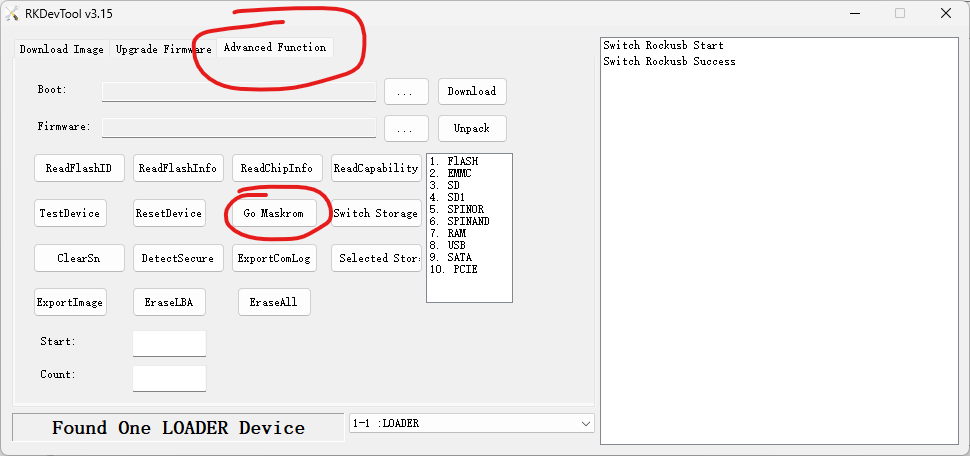 RKDevTool v3.15
Download Image Upgrade Firmware Advanced Function
Boot: ... Download
Firmware: ... Unpack
ReadFlashID ReadFlashInfo ReadChipInfo ReadCapability
TestDevice ResetDevice Go Maskrom Switch Storage
ClearSn DetectSecure ExportComLog Selected Stor
ExportImage EraseLBA EraseAll
1. FlASH
2. EMMC
3. SD
4. SD1
5. SPINOR
6. SPINAND
7. RAM
8. USB
9. SATA
10. PCIE
Start:
Count:
Found One LOADER Device
1-1 :LOADER
Switch Rockusb Start
Switch Rockusb Success